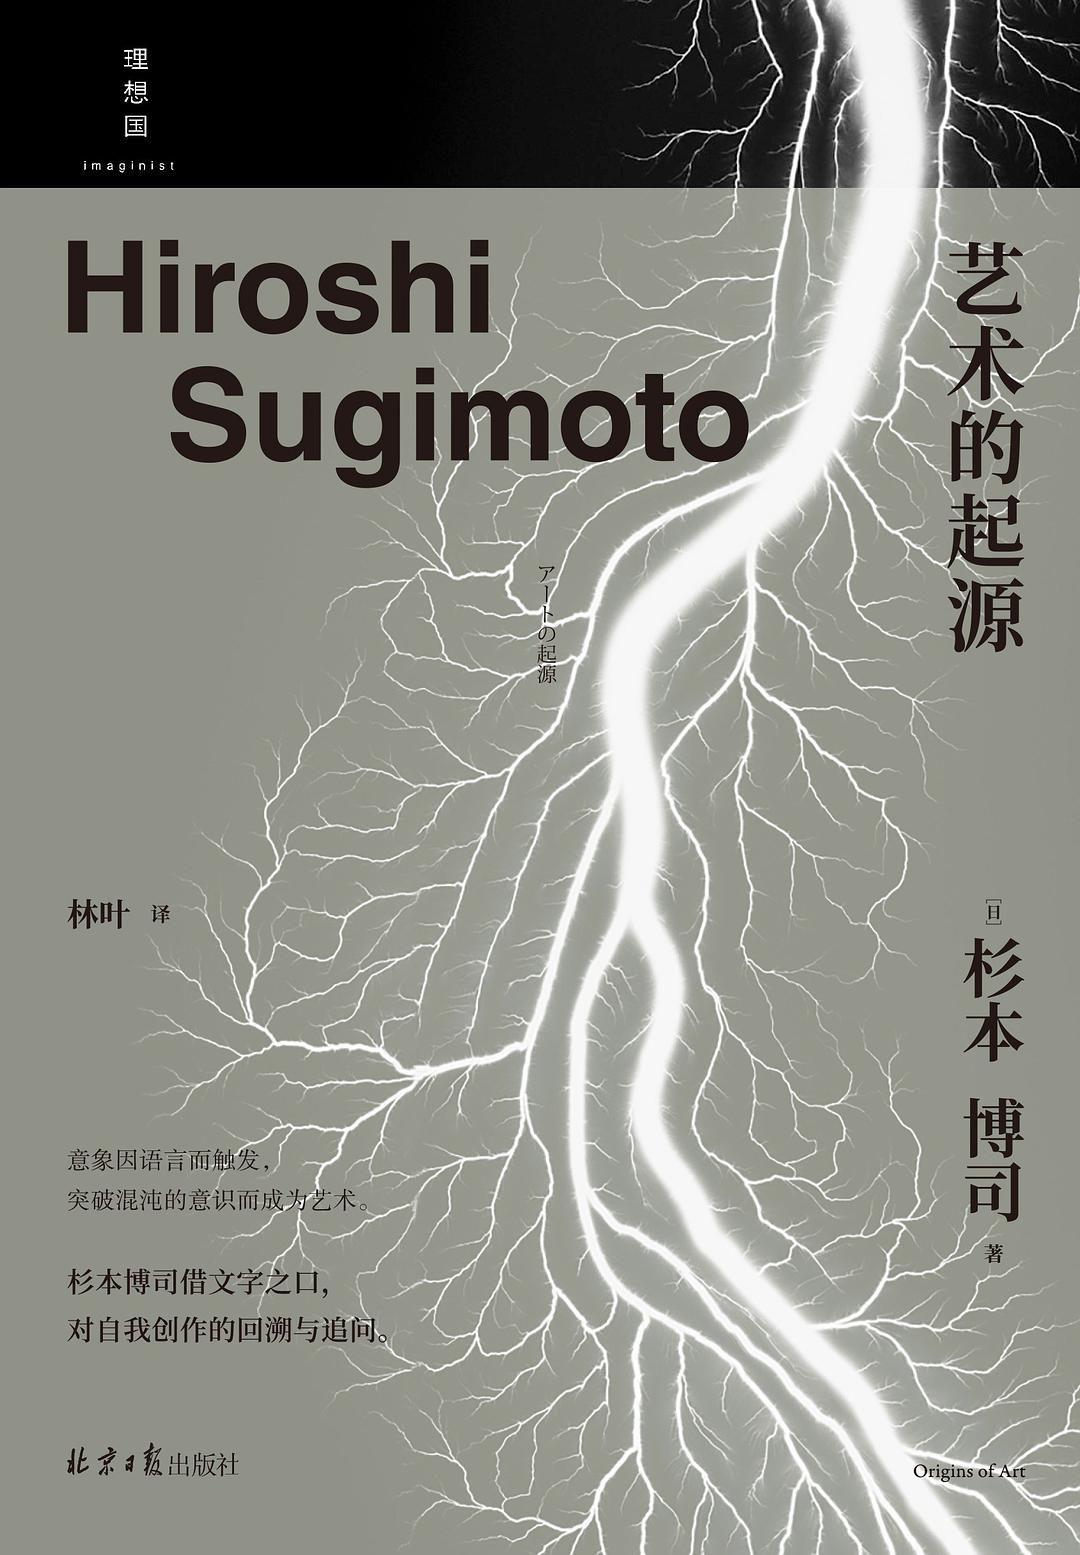 理想国
imaginist
Hiroshi
Sugimoto
艺术的起源
アートの起源
[日]
杉本 博司 著
林叶 译
意象因语言而触发，
突破混沌的意识而成为艺术。
杉本博司借文字之口，
对自我创作的回溯与追问。
北京日报出版社
Origins of Art